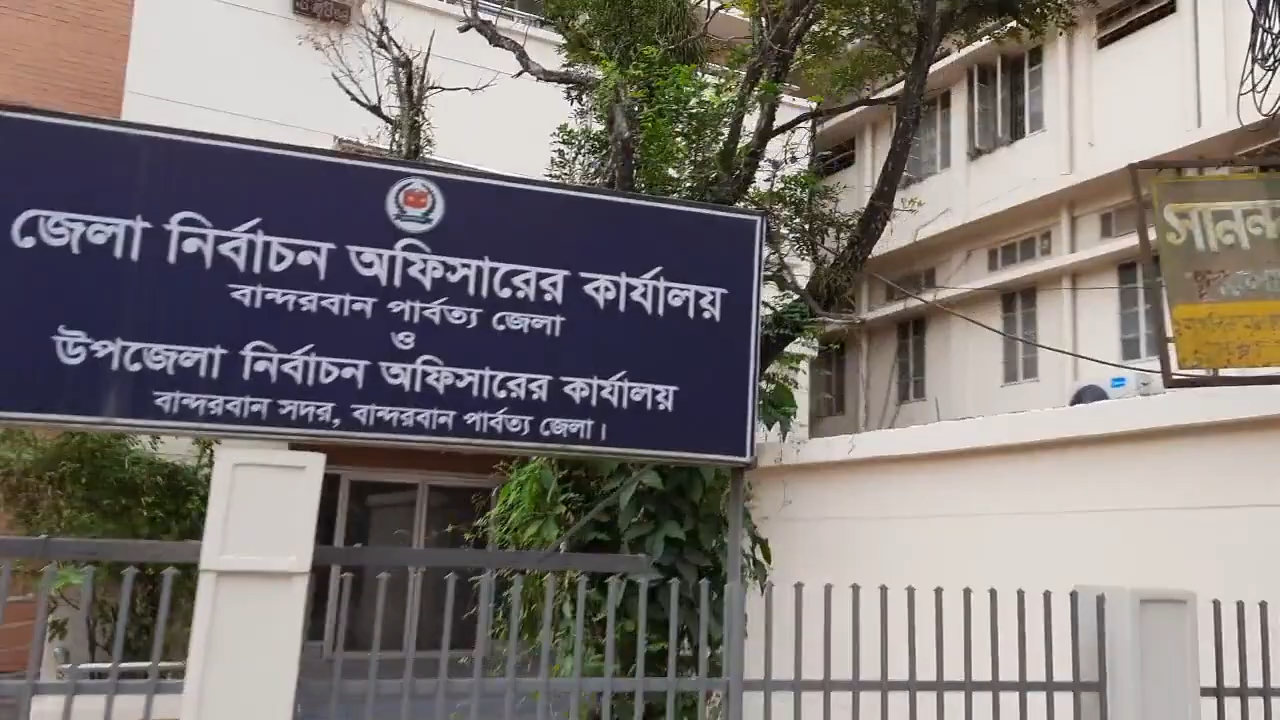 জেলা নির্বাচন অফিসারের কার্যালয়
বান্দরবান পার্বত্য জেলা
ও
উপজেলা নির্বাচন অফিসারের কার্যালয়
বান্দরবান সদর, বান্দরবান পার্বত্য জেলা।